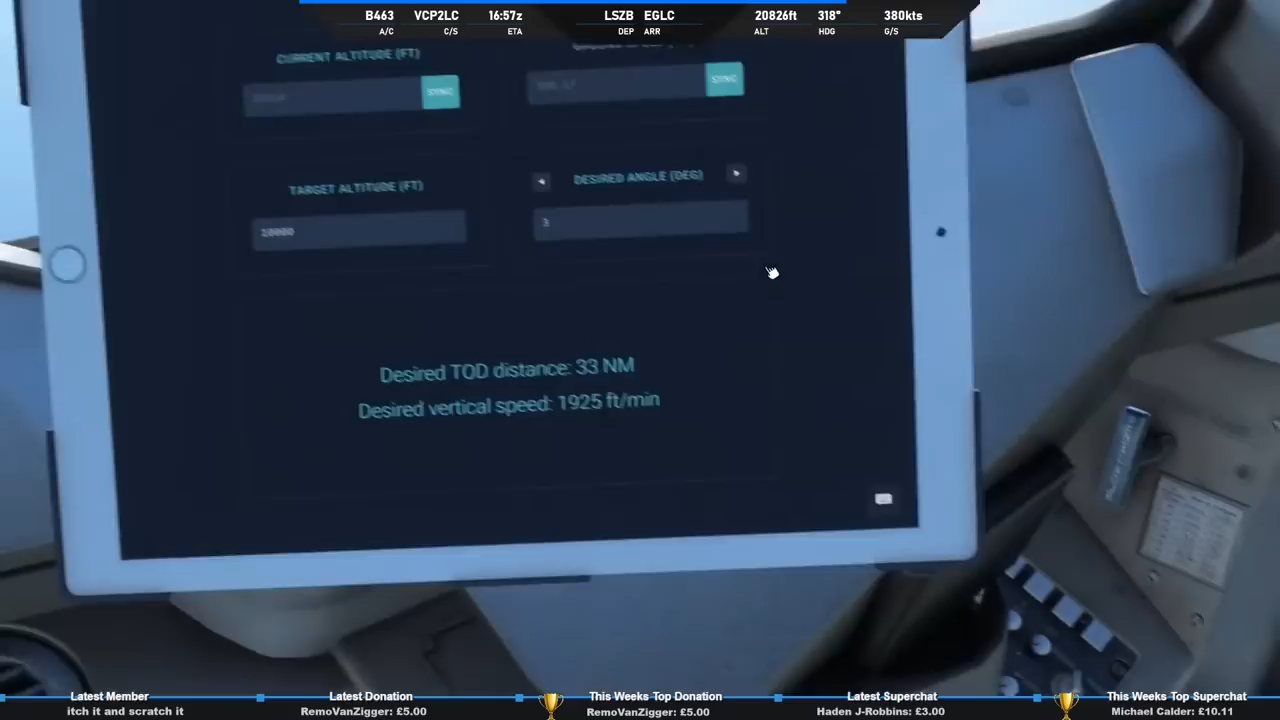 B463 VCP2LC 16:57z LSZB EGLC 20826ft 318° 380kts
A/C C/S ETA DEP ARR ALT HDG G/S
CURRENT ALTITUDE (FT)
SYNC SYNC
TARGET ALTITUDE (FT) DESIRED ANGLE (DEG)
10000 3
Desired TOD distance: 33 NM
Desired vertical speed: 1925 ft/min
Latest Member Latest Donation This Weeks Top Donation Latest Superchat This Weeks Top Superchat
itch it and scratch it RemoVanZigger: £5.00 RemoVanZigger: £5.00 Haden J-Robbins: £3.00 Michael Calder: £10.11